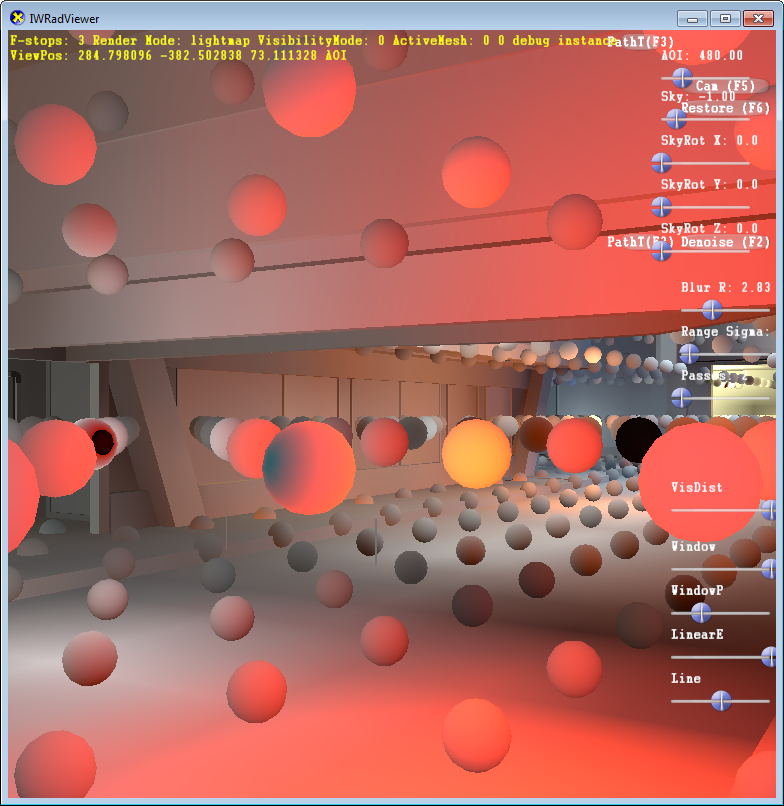 IWRadViewer
F-stops: 3 Render Mode: lightmap VisibilityMode: 0 ActiveMesh: 0 0 debug instance
PathT(F3)
ViewPos: 284.798096 -382.502838 73.111328 AOI
AOI: 480.00
Cam (F5)
Sky: -1.00
Restore (F6)
SkyRot X: 0.0
SkyRot Y: 0.0
SkyRot Z: 0.0
PathT(F3) Denoise (F2)
Blur R: 2.83
Range Sigma:
Passes
VisDist
Window
WindowP
LinearE
Line